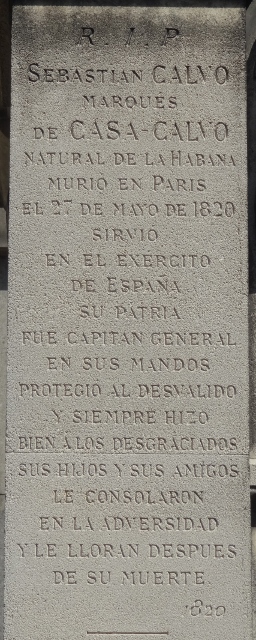 R. I. P
SEBASTIAN CALVO
MARQUES
DE CASA-CALVO
NATURAL DE LA HABANA
MURIO EN PARIS
EL 27 DE MAYO DE 1820
SIRVIO
EN EL EXERCITO
DE ESPAÑA
SU PATRIA
FUE CAPITAN GENERAL
EN SUS MANDOS
PROTEGIÓ AL DESVALIDO
Y SIEMPRE HIZO
BIEN A LOS DESGRACIADOS
SUS HIJOS Y SUS AMIGOS
LE CONSOLARON
EN LA ADVERSIDAD
Y LE LLORAN DESPUES
DE SU MUERTE.
1820